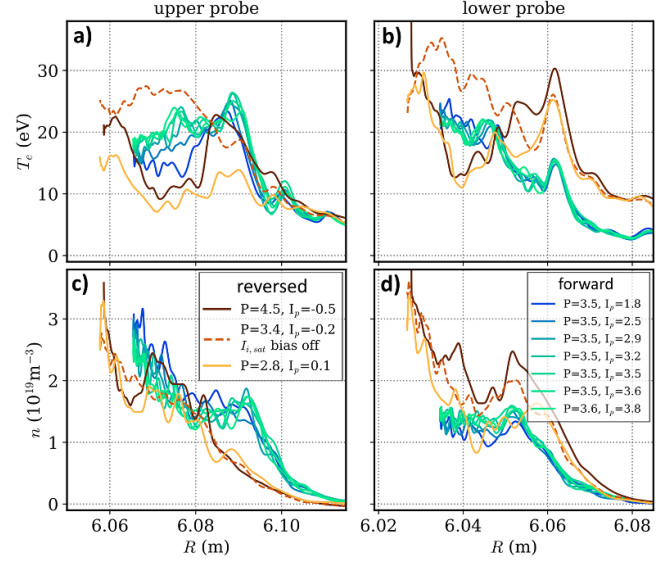 upper probe
lower probe
a)
b)
30
20
10
0
T_e (eV)
c)
d)
reversed
P=4.5, I_p=-0.5
P=3.4, I_p=-0.2
I_{i,sat} bias off
P=2.8, I_p=0.1
forward
P=3.5, I_p=1.8
P=3.5, I_p=2.5
P=3.5, I_p=2.9
P=3.5, I_p=3.2
P=3.5, I_p=3.5
P=3.5, I_p=3.6
P=3.6, I_p=3.8
3
2
1
0
n (10^{19}m^{-3})
6.06
6.08
6.10
6.02
6.04
6.06
6.08
R (m)
R (m)